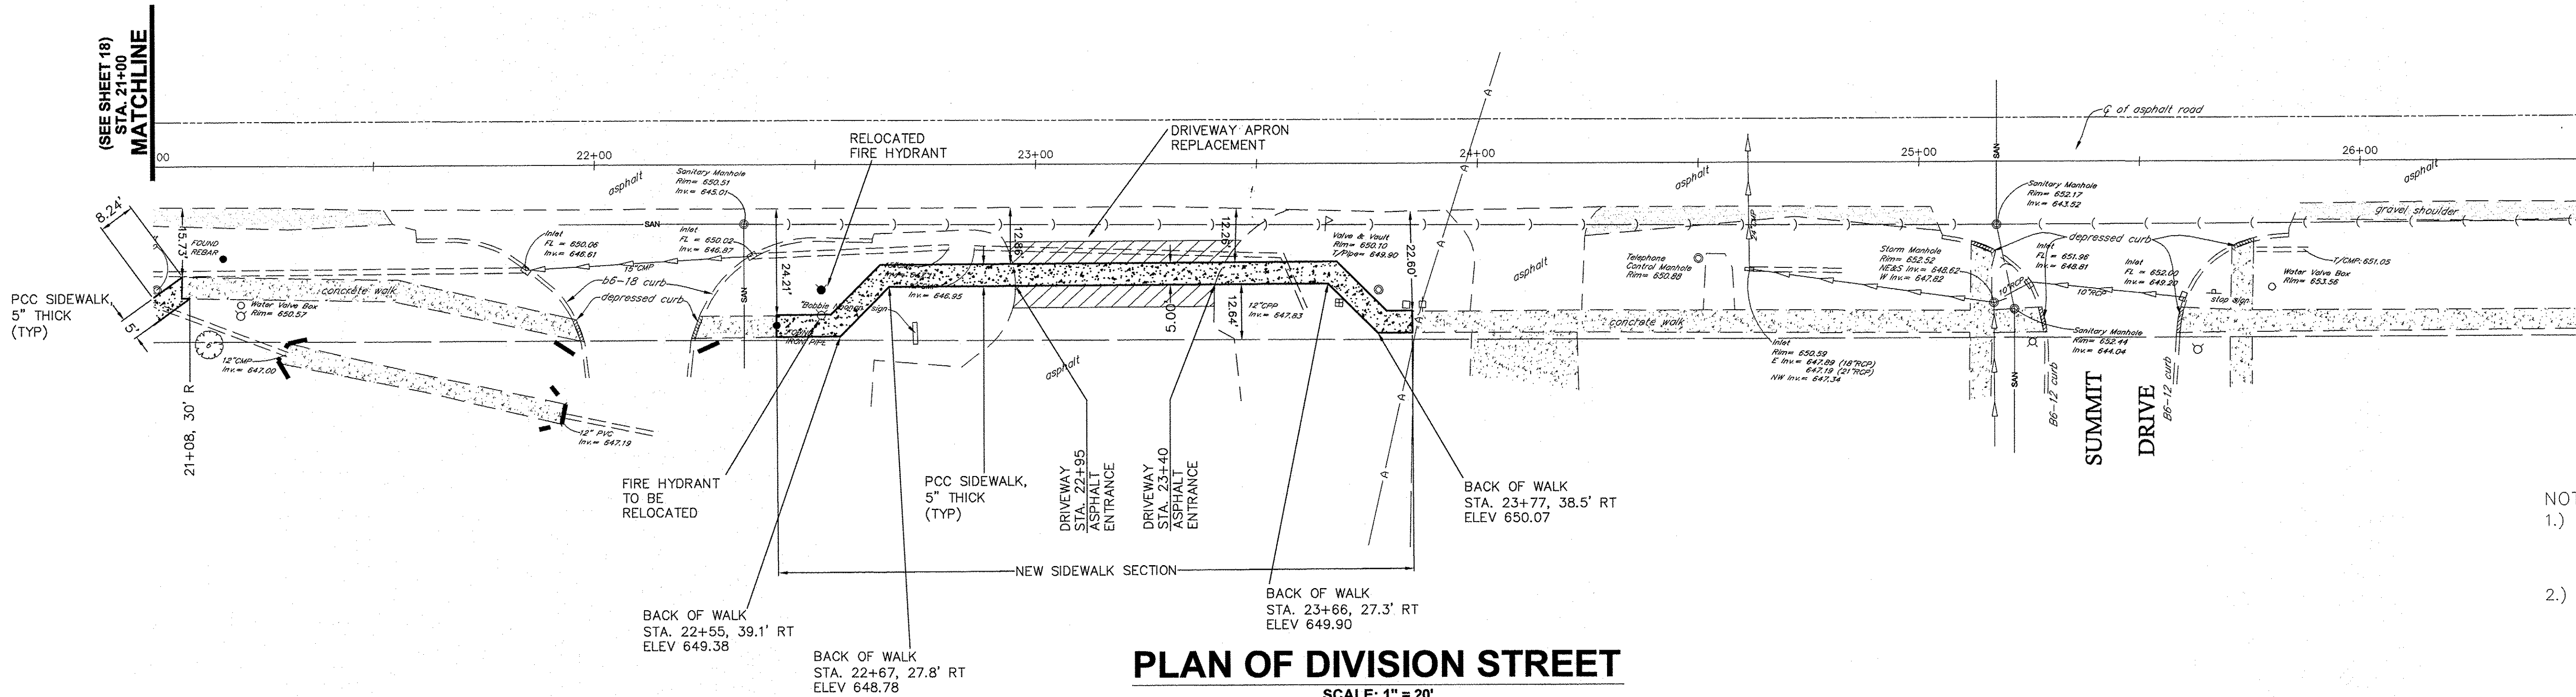 (SEE SHEET 18)
STA. 21+00
MATCHLINE
00
22+00
23+00
24+00
25+00
26+00
RELOCATED
FIRE HYDRANT
DRIVEWAY APRON
REPLACEMENT
A
℄ of asphalt road
SAN
asphalt
asphalt
asphalt
asphalt
Sanitary Manhole
Rim= 650.51
Inv.= 645.01
Sanitary Manhole
Rim= 652.17
Inv.= 643.52
8.24'
15.73'
FOUND
REBAR
SAN
Inlet
FL = 650.06
Inv.= 646.61
Inlet
FL = 650.02
Inv.= 646.87
15"CMP
b6-18 curb
depressed curb
concrete walk
Water Valve Box
Rim= 650.57
PCC SIDEWALK,
5" THICK
(TYP)
5'
6"
12"CMP
Inv.= 647.00
12" PVC
Inv.= 647.19
21+08, 30' R
SAN
24.21'
12.86'
12.26'
22.60'
5.00'
12.64'
Inv.= 646.95
sign
IRON PIPE
12"CPP
Inv.= 647.83
Valve & Vault
Rim= 650.10
T/Pipe= 649.90
asphalt
asphalt
A
A
A
A
Telephone
Control Manhole
Rim= 650.88
concrete walk
Inlet
Rim= 650.59
E Inv.= 647.89 (18"RCP)
647.19 (21"RCP)
NW Inv.= 647.34
Storm Manhole
Rim= 652.52
NE&S Inv.= 648.62
W Inv.= 647.82
Inlet
FL = 651.96
Inv.= 648.81
depressed curb
Inlet
FL = 652.00
Inv.= 649.20
10"RCP
10"RCP
stop sign
gravel shoulder
T/CMP:651.05
Water Valve Box
Rim= 653.56
Sanitary Manhole
Rim= 652.44
Inv.= 644.04
SAN
B6-12 curb
SUMMIT
DRIVE
B6-12 curb
FIRE HYDRANT
TO BE
RELOCATED
PCC SIDEWALK,
5" THICK
(TYP)
DRIVEWAY
STA. 22+95
ASPHALT
ENTRANCE
DRIVEWAY
STA. 23+40
ASPHALT
ENTRANCE
BACK OF WALK
STA. 23+77, 38.5' RT
ELEV 650.07
NEW SIDEWALK SECTION
BACK OF WALK
STA. 22+55, 39.1' RT
ELEV 649.38
BACK OF WALK
STA. 22+67, 27.8' RT
ELEV 648.78
BACK OF WALK
STA. 23+66, 27.3' RT
ELEV 649.90
NOT
1.)
2.)
PLAN OF DIVISION STREET
SCALE: 1" = 20'